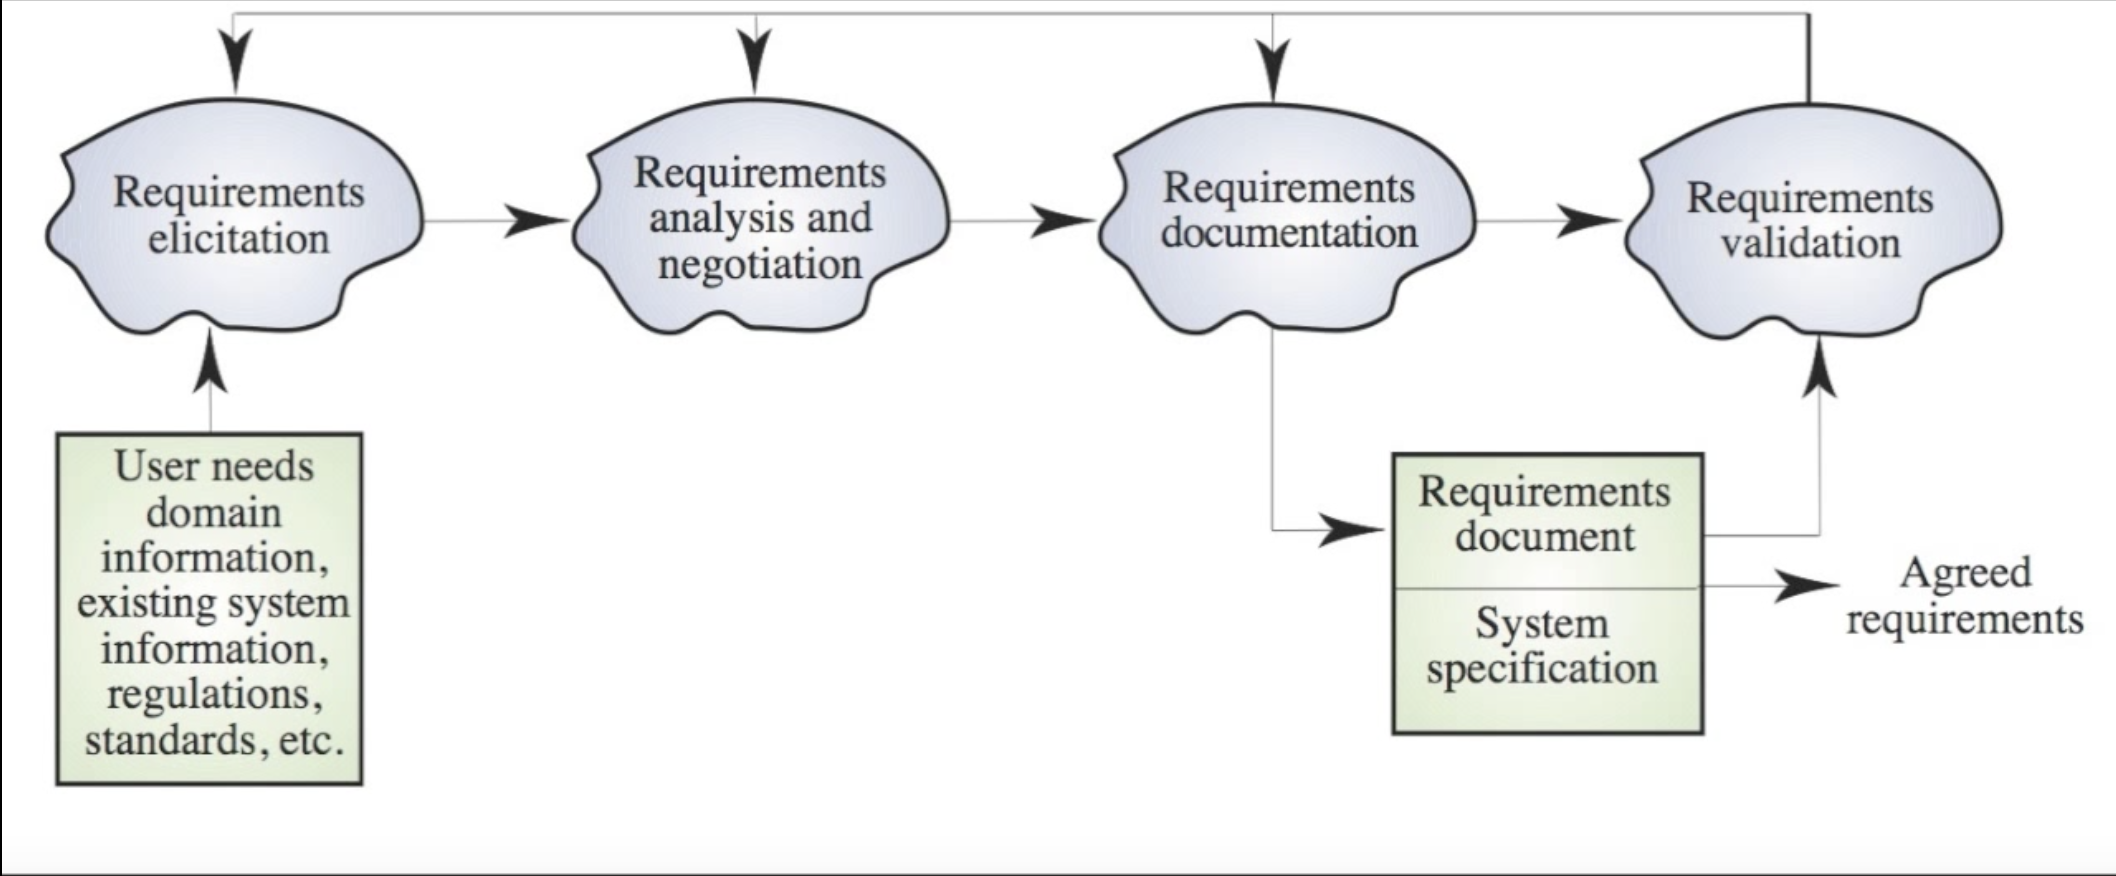 Requirements
elicitation
Requirements
analysis and
negotiation
Requirements
documentation
Requirements
validation
User needs
domain
information,
existing system
information,
regulations,
standards, etc.
Requirements
document
System
specification
Agreed
requirements